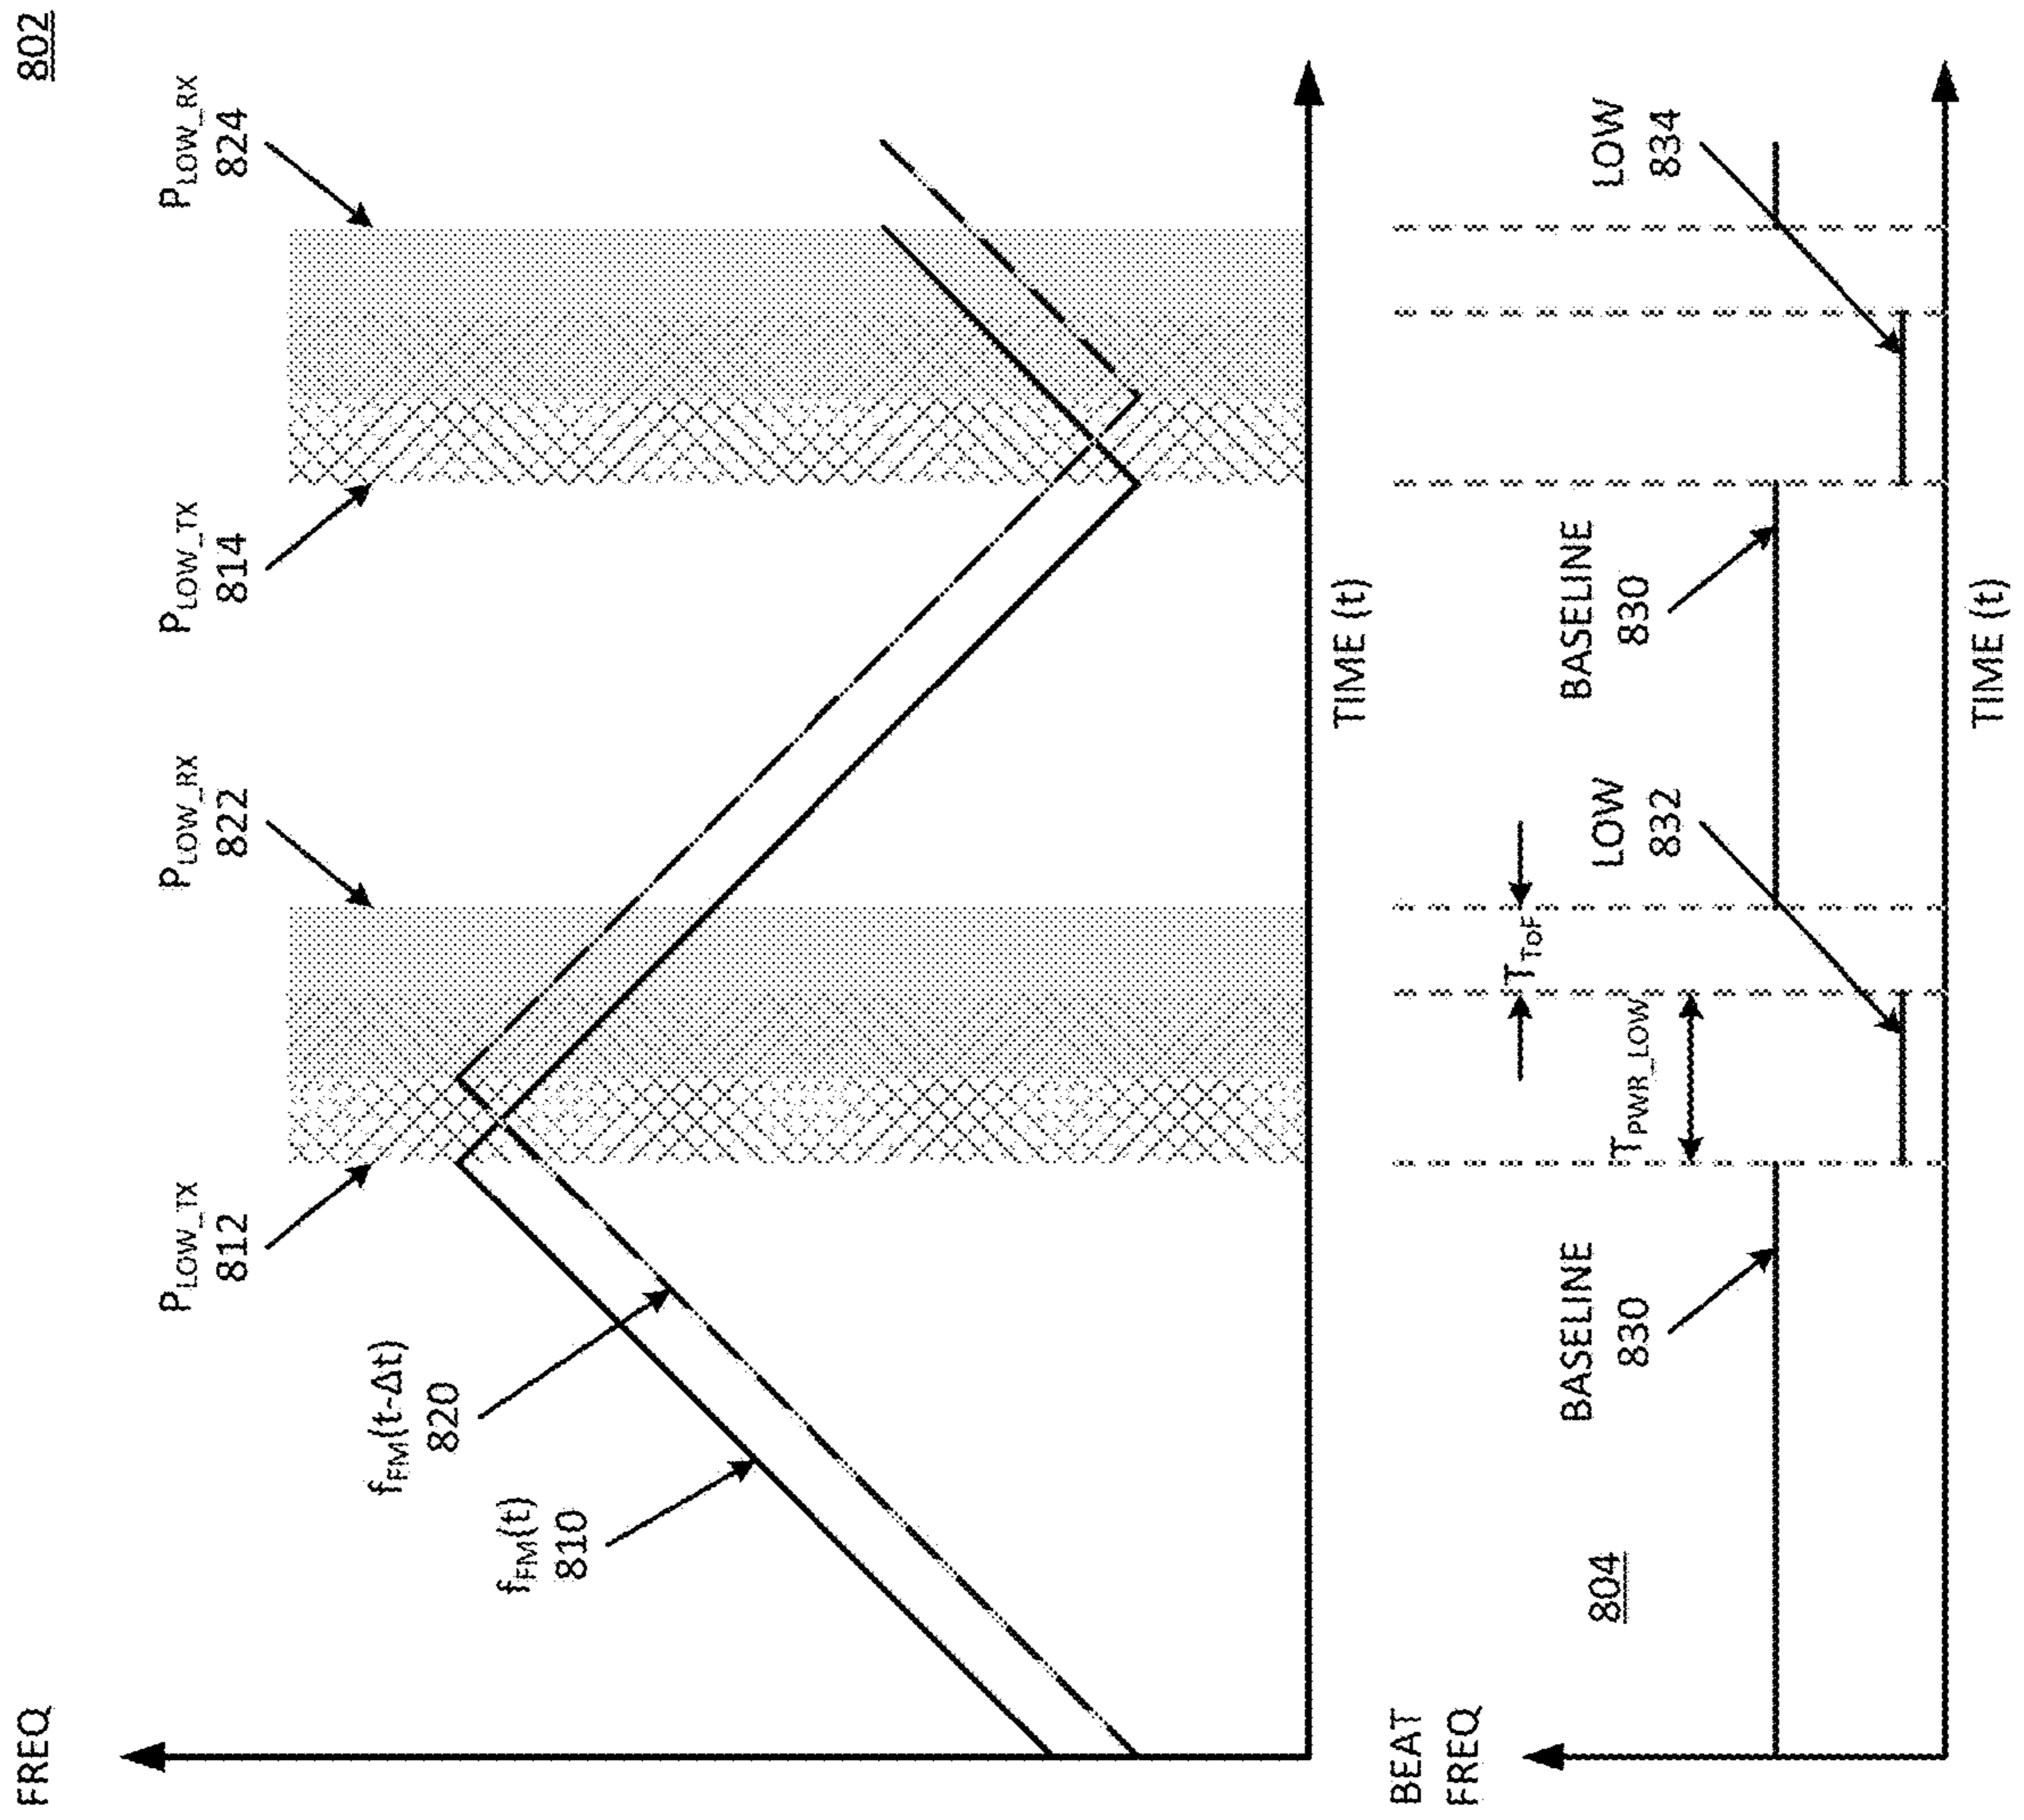 802
FREQ
P_LOW_TX
812
P_LOW_RX
822
P_LOW_TX
814
P_LOW_RX
824
f_FM(t-Δt)
820
f_FM(t)
810
TIME (t)
BEAT
FREQ
804
T_ToF
T_PWR_LOW
BASELINE
830
LOW
832
BASELINE
830
LOW
834
TIME (t)